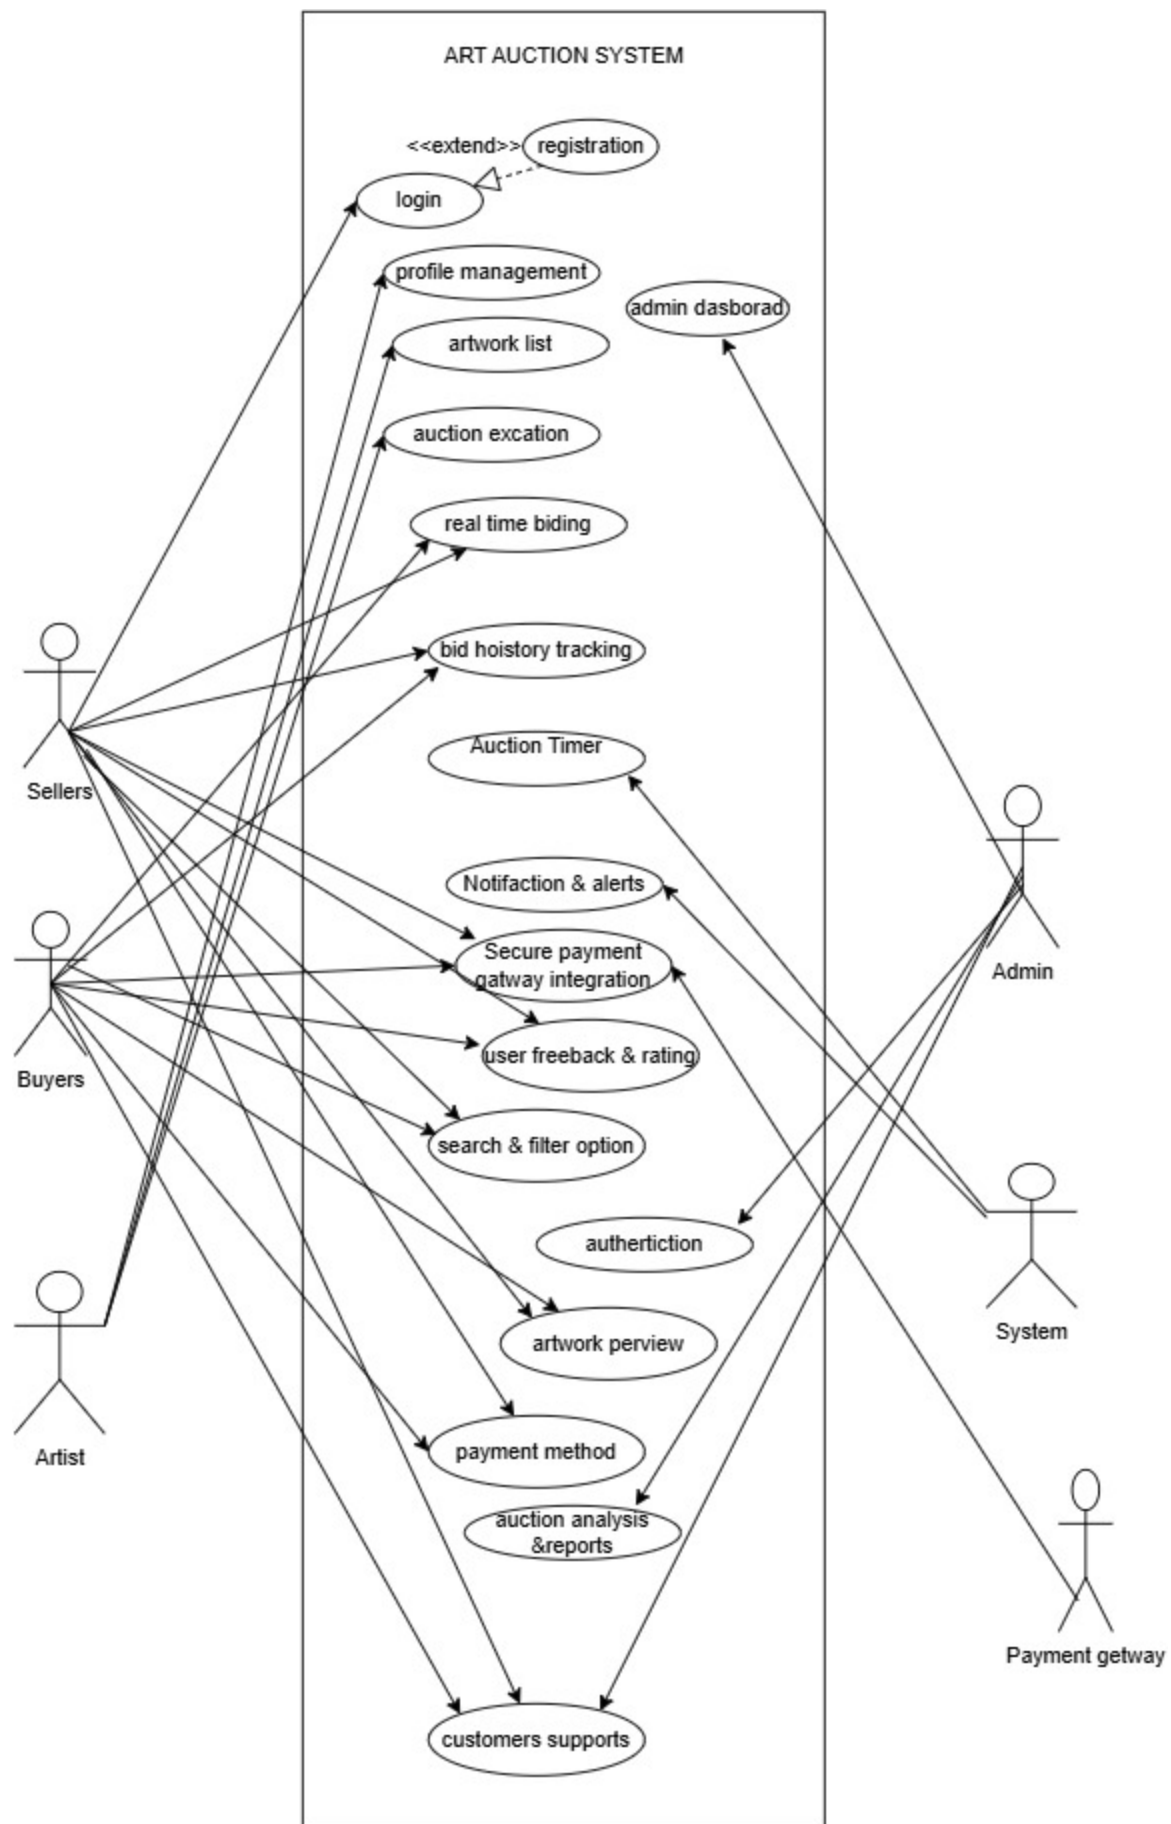 ART AUCTION SYSTEM
<<extend>>
registration
login
profile management
admin dasborad
artwork list
auction excation
real time biding
bid hoistory tracking
Auction Timer
Sellers
Notifaction & alerts
Secure payment
gatway integration
Admin
user freeback & rating
Buyers
search & filter option
authertiction
System
artwork perview
Artist
payment method
auction analysis
&reports
Payment getway
customers supports